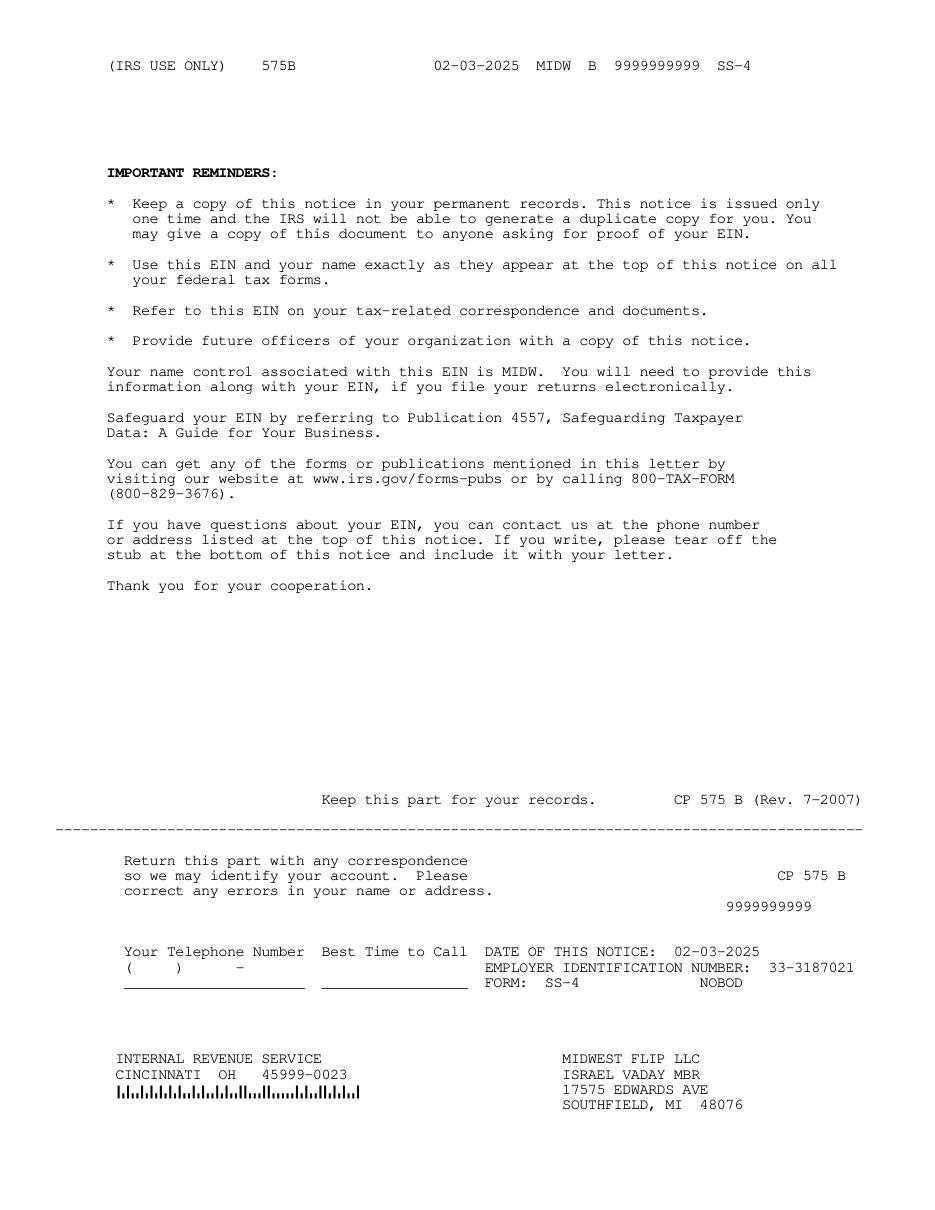 (IRS USE ONLY)    575B                02-03-2025  MIDW  B  9999999999  SS-4
IMPORTANT REMINDERS:
*  Keep a copy of this notice in your permanent records. This notice is issued only
one time and the IRS will not be able to generate a duplicate copy for you. You
may give a copy of this document to anyone asking for proof of your EIN.
*  Use this EIN and your name exactly as they appear at the top of this notice on all
your federal tax forms.
*  Refer to this EIN on your tax-related correspondence and documents.
*  Provide future officers of your organization with a copy of this notice.
Your name control associated with this EIN is MIDW.  You will need to provide this
information along with your EIN, if you file your returns electronically.
Safeguard your EIN by referring to Publication 4557, Safeguarding Taxpayer
Data: A Guide for Your Business.
You can get any of the forms or publications mentioned in this letter by
visiting our website at www.irs.gov/forms-pubs or by calling 800-TAX-FORM
(800-829-3676).
If you have questions about your EIN, you can contact us at the phone number
or address listed at the top of this notice. If you write, please tear off the
stub at the bottom of this notice and include it with your letter.
Thank you for your cooperation.
Keep this part for your records.         CP 575 B (Rev. 7-2007)
Return this part with any correspondence
so we may identify your account.  Please                                    CP 575 B
correct any errors in your name or address.
9999999999
Your Telephone Number  Best Time to Call  DATE OF THIS NOTICE:  02-03-2025
(     )      -                            EMPLOYER IDENTIFICATION NUMBER:  33-3187021
_____________________  _________________  FORM:  SS-4              NOBOD
INTERNAL REVENUE SERVICE
CINCINNATI  OH   45999-0023
MIDWEST FLIP LLC
ISRAEL VADAY MBR
17575 EDWARDS AVE
SOUTHFIELD, MI  48076